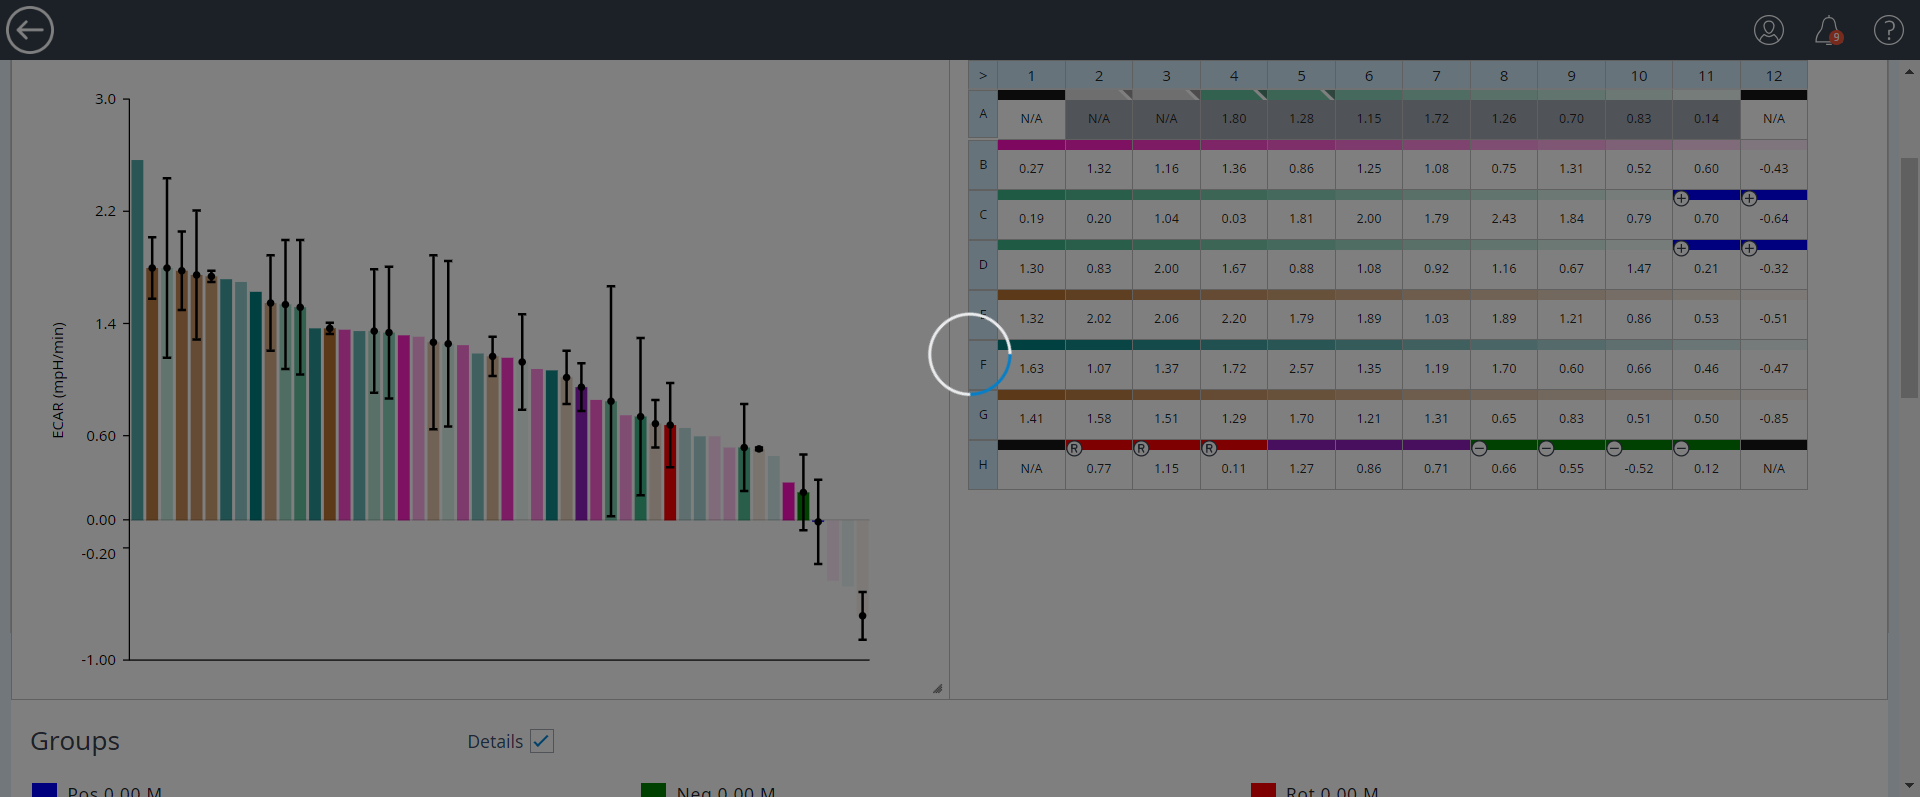 9
?
3.0
2.2
1.4
0.60
0.00
-0.20
-1.00
ECAR (mpH/min)
> 1 2 3 4 5 6 7 8 9 10 11 12
A N/A N/A N/A 1.80 1.28 1.15 1.72 1.26 0.70 0.83 0.14 N/A
B 0.27 1.32 1.16 1.36 0.86 1.25 1.08 0.75 1.31 0.52 0.60 -0.43
+ +
C 0.19 0.20 1.04 0.03 1.81 2.00 1.79 2.43 1.84 0.79 0.70 -0.64
+ +
D 1.30 0.83 2.00 1.67 0.88 1.08 0.92 1.16 0.67 1.47 0.21 -0.32
E 1.32 2.02 2.06 2.20 1.79 1.89 1.03 1.89 1.21 0.86 0.53 -0.51
F 1.63 1.07 1.37 1.72 2.57 1.35 1.19 1.70 0.60 0.66 0.46 -0.47
G 1.41 1.58 1.51 1.29 1.70 1.21 1.31 0.65 0.83 0.51 0.50 -0.85
R R R − − − −
H N/A 0.77 1.15 0.11 1.27 0.86 0.71 0.66 0.55 -0.52 0.12 N/A
Groups Details
Pos 0.00 M Neg 0.00 M Rot 0.00 M